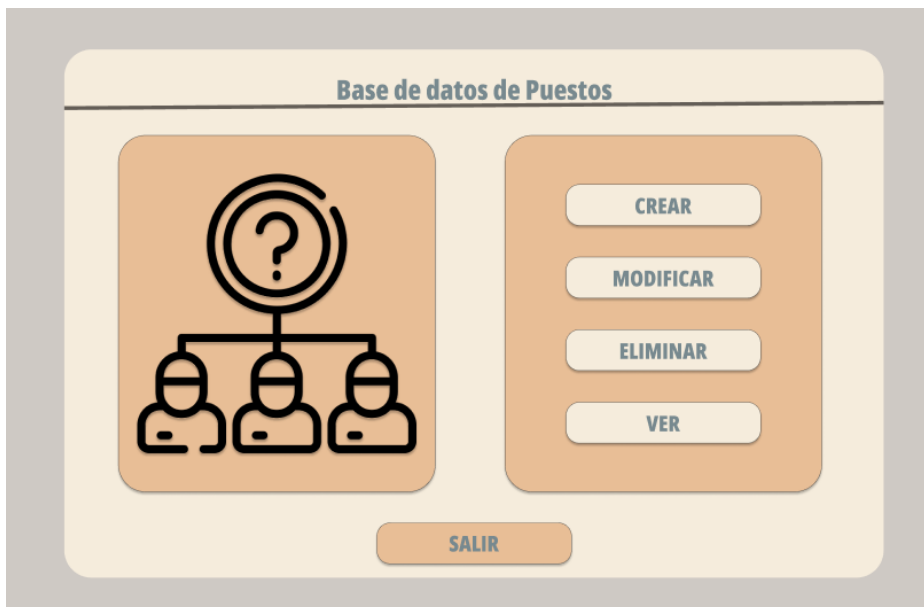 Base de datos de Puestos
?
CREAR
MODIFICAR
ELIMINAR
VER
SALIR